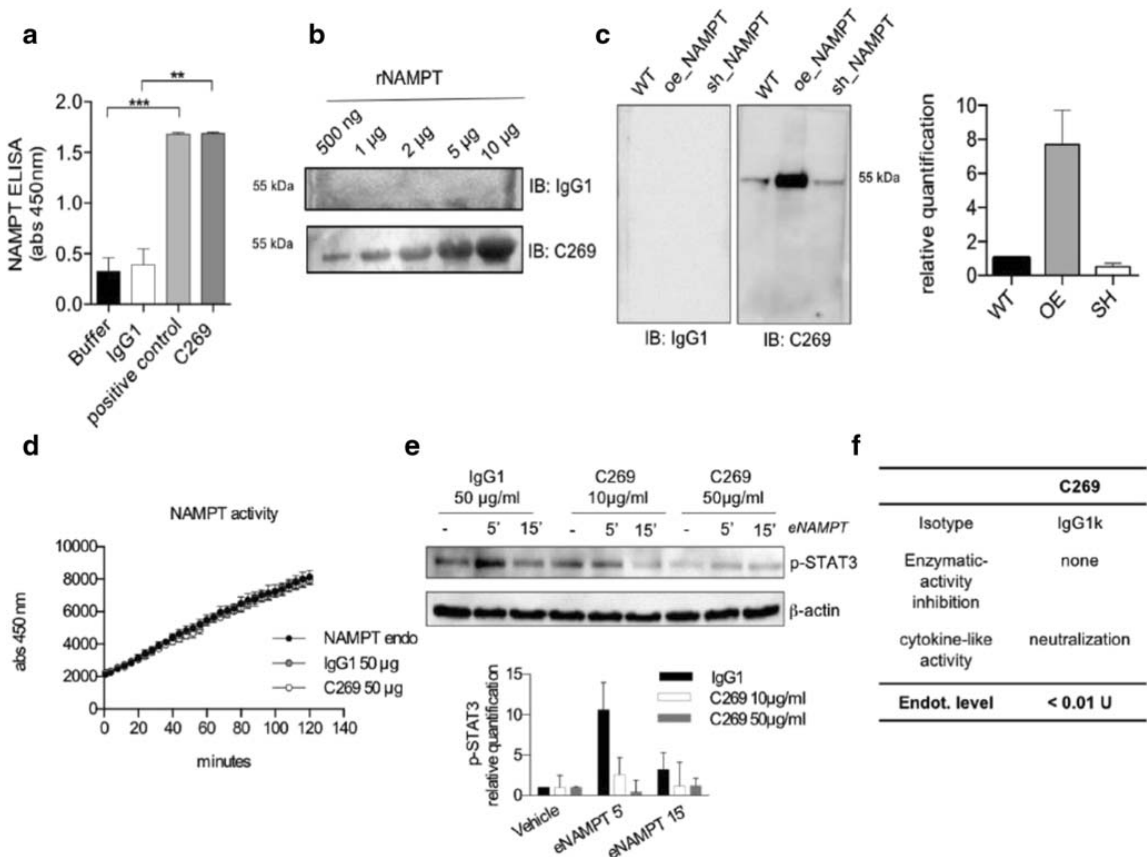 a
** 
***
NAMPT ELISA
(abs 450nm)
2.0
1.5
1.0
0.5
0.0
Buffer
IgG1
positive control
C269
b
rNAMPT
500 ng
1 µg
2 µg
5 µg
10 µg
55 kDa
IB: IgG1
55 kDa
IB: C269
c
WT
oe_NAMPT
sh_NAMPT
WT
oe_NAMPT
sh_NAMPT
55 kDa
IB: IgG1
IB: C269
relative quantification
10
8
6
4
2
0
WT
OE
SH
d
NAMPT activity
abs 450 nm
10000
8000
6000
4000
2000
0
0 20 40 60 80 100 120 140
minutes
NAMPT endo
IgG1 50 µg
C269 50 µg
e
IgG1
50 µg/ml
C269
10µg/ml
C269
50µg/ml
- 5' 15' - 5' 15' - 5' 15' eNAMPT
p-STAT3
β-actin
p-STAT3
relative quantification
15
10
5
0
IgG1
C269 10µg/ml
C269 50µg/ml
Vehicle
eNAMPT 5'
eNAMPT 15'
f
C269
Isotype IgG1k
Enzymatic-
activity
inhibition
none
cytokine-like
activity
neutralization
Endot. level < 0.01 U